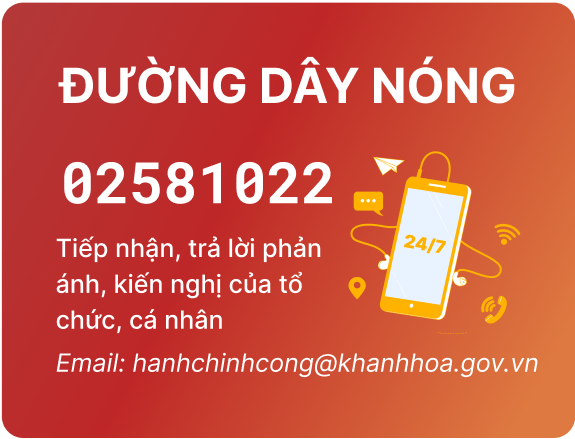 ĐƯỜNG DÂY NÓNG
02581022
24/7
Tiếp nhận, trả lời phản
ánh, kiến nghị của tổ
chức, cá nhân
Email: hanhchinhcong@khanhhoa.gov.vn